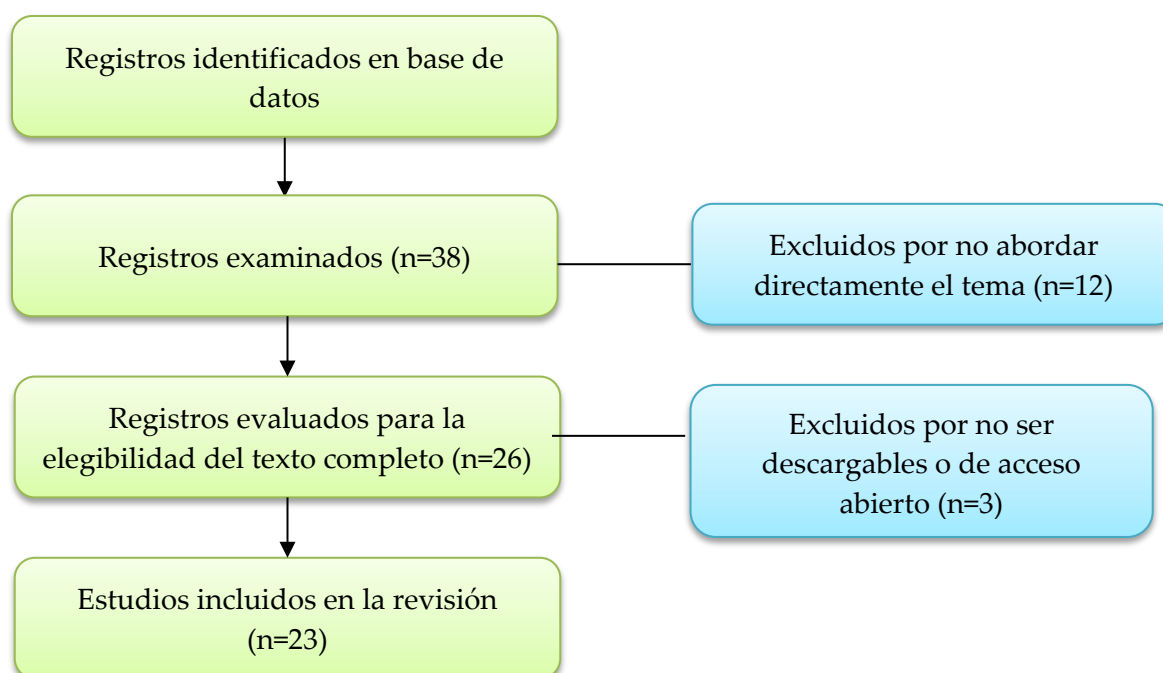 Registros identificados en base de
datos
Registros examinados (n=38)
Excluidos por no abordar
directamente el tema (n=12)
Registros evaluados para la
elegibilidad del texto completo (n=26)
Excluidos por no ser
descargables o de acceso
abierto (n=3)
Estudios incluidos en la revisión
(n=23)